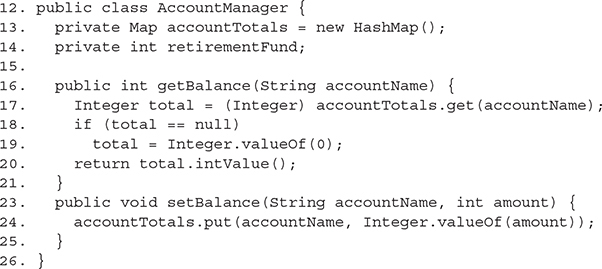 12. public class AccountManager {
13.   private Map accountTotals = new HashMap();
14.   private int retirementFund;
15.
16.   public int getBalance(String accountName) {
17.     Integer total = (Integer) accountTotals.get(accountName);
18.     if (total == null)
19.       total = Integer.valueOf(0);
20.     return total.intValue();
21.   }
23.   public void setBalance(String accountName, int amount) {
24.     accountTotals.put(accountName, Integer.valueOf(amount));
25.   }
26. }